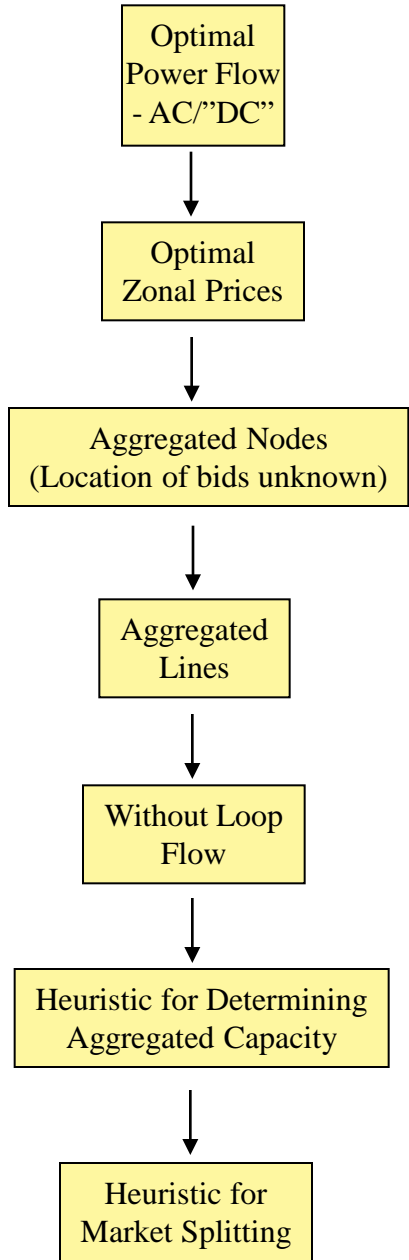 Optimal
Power Flow
- AC/”DC”
Optimal
Zonal Prices
Aggregated Nodes
(Location of bids unknown)
Aggregated
Lines
Without Loop
Flow
Heuristic for Determining
Aggregated Capacity
Heuristic for
Market Splitting